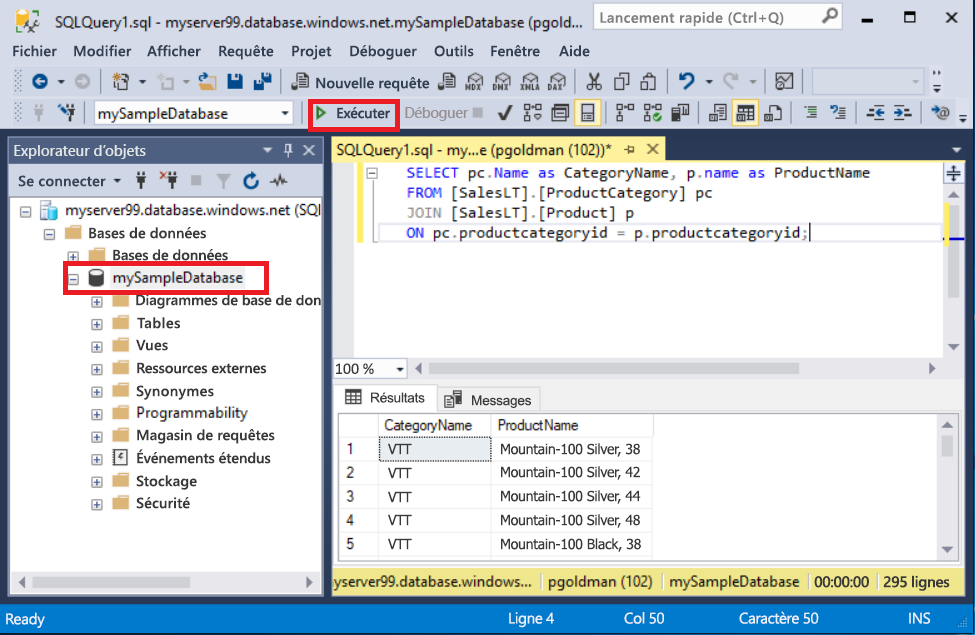 SQLQuery1.sql - myserver99.database.windows.net.mySampleDatabase (pgold...
Lancement rapide (Ctrl+Q)
Fichier Modifier Afficher Requête Projet Déboguer Outils Fenêtre Aide
Nouvelle requête MDX DMX XMLA DAX
mySampleDatabase Exécuter Déboguer
Explorateur d'objets
Se connecter
myserver99.database.windows.net (SQl
Bases de données
Bases de données
mySampleDatabase
Diagrammes de base de don
Tables
Vues
Ressources externes
Synonymes
Programmability
Magasin de requêtes
Événements étendus
Stockage
Sécurité
SQLQuery1.sql - my...e (pgoldman (102))*
SELECT pc.Name as CategoryName, p.name as ProductName
FROM [SalesLT].[ProductCategory] pc
JOIN [SalesLT].[Product] p
ON pc.productcategoryid = p.productcategoryid;
100 %
Résultats Messages
CategoryName ProductName
1 VTT Mountain-100 Silver, 38
2 VTT Mountain-100 Silver, 42
3 VTT Mountain-100 Silver, 44
4 VTT Mountain-100 Silver, 48
5 VTT Mountain-100 Black, 38
yserver99.database.windows... pgoldman (102) mySampleDatabase 00:00:00 295 lignes
Ready Ligne 4 Col 50 Caractère 50 INS